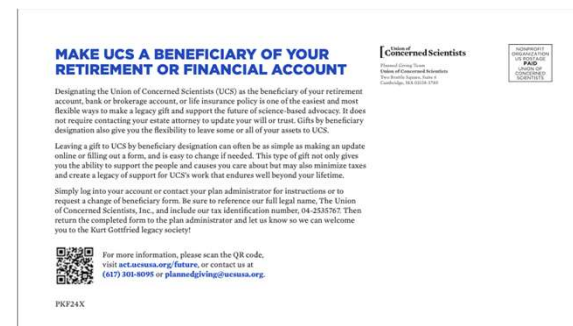 MAKE UCS A BENEFICIARY OF YOUR
RETIREMENT OR FINANCIAL ACCOUNT
Designating the Union of Concerned Scientists (UCS) as the beneficiary of your retirement
account, bank or brokerage account, or life insurance policy is one of the easiest and most
flexible ways to make a legacy gift and support the future of science-based advocacy. It does
not require contacting your estate attorney to update your will or trust. Gifts by beneficiary
designation also give you the flexibility to leave some or all of your assets to UCS.
Leaving a gift to UCS by beneficiary designation can often be as simple as making an update
online or filling out a form, and is easy to change if needed. This type of gift not only gives
you the ability to support the people and causes you care about but may also minimize taxes
and create a legacy of support for UCS's work that endures well beyond your lifetime.
Simply log into your account or contact your plan administrator for instructions or to
request a change of beneficiary form. Be sure to reference our full legal name, The Union
of Concerned Scientists, Inc., and include our tax identification number, 04-2535767. Then
return the completed form to the plan administrator and let us know so we can welcome
you to the Kurt Gottfried legacy society!
For more information, please scan the QR code,
visit act.ucsusa.org/future, or contact us at
(617) 301-8095 or plannedgiving@ucsusa.org.
PKF24X
Union of
Concerned Scientists
Planned Giving Team
Union of Concerned Scientists
Two Brattle Square, Suite 6
Cambridge, MA 02138-3780
NONPROFIT
ORGANIZATION
US POSTAGE
PAID
UNION OF
CONCERNED
SCIENTISTS